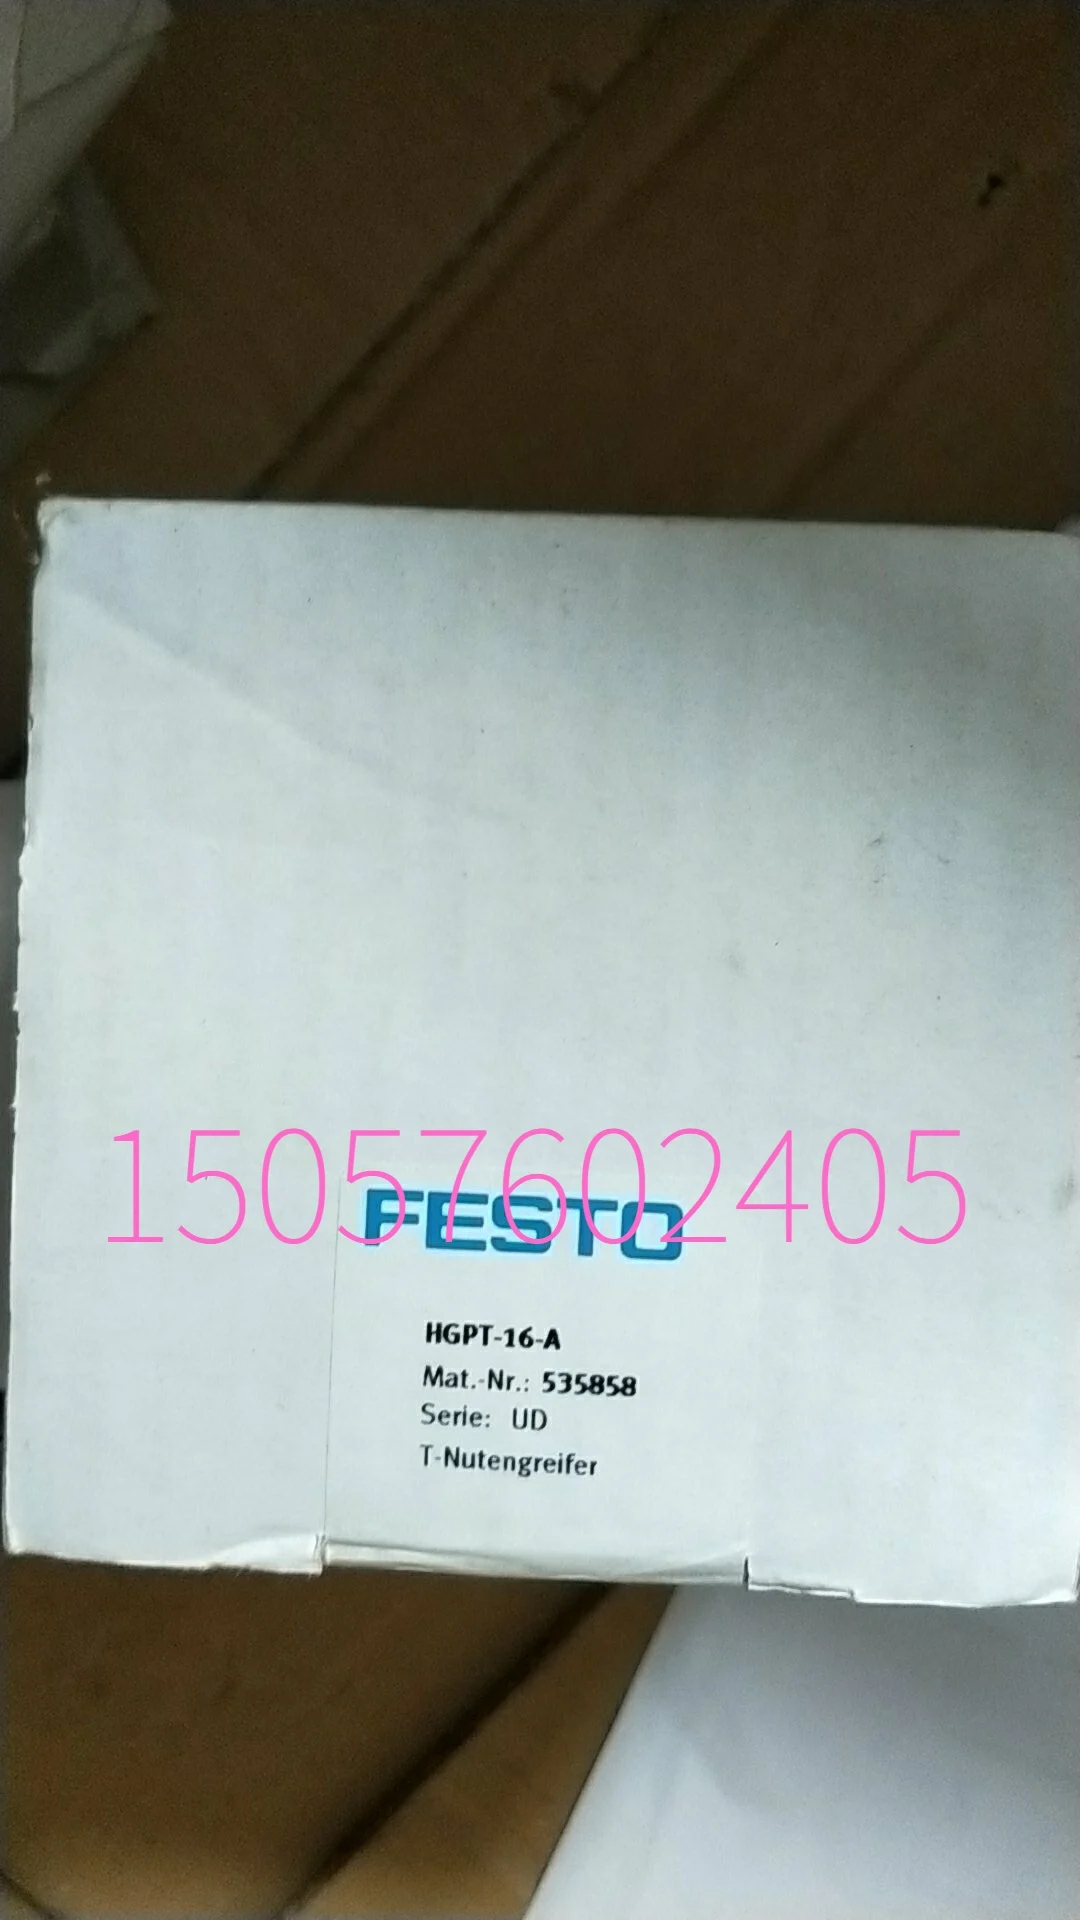 15057602405
FESTO
HGPT-16-A
Mat.-Nr.: 535858
Serie: UD
T-Nutengreifer